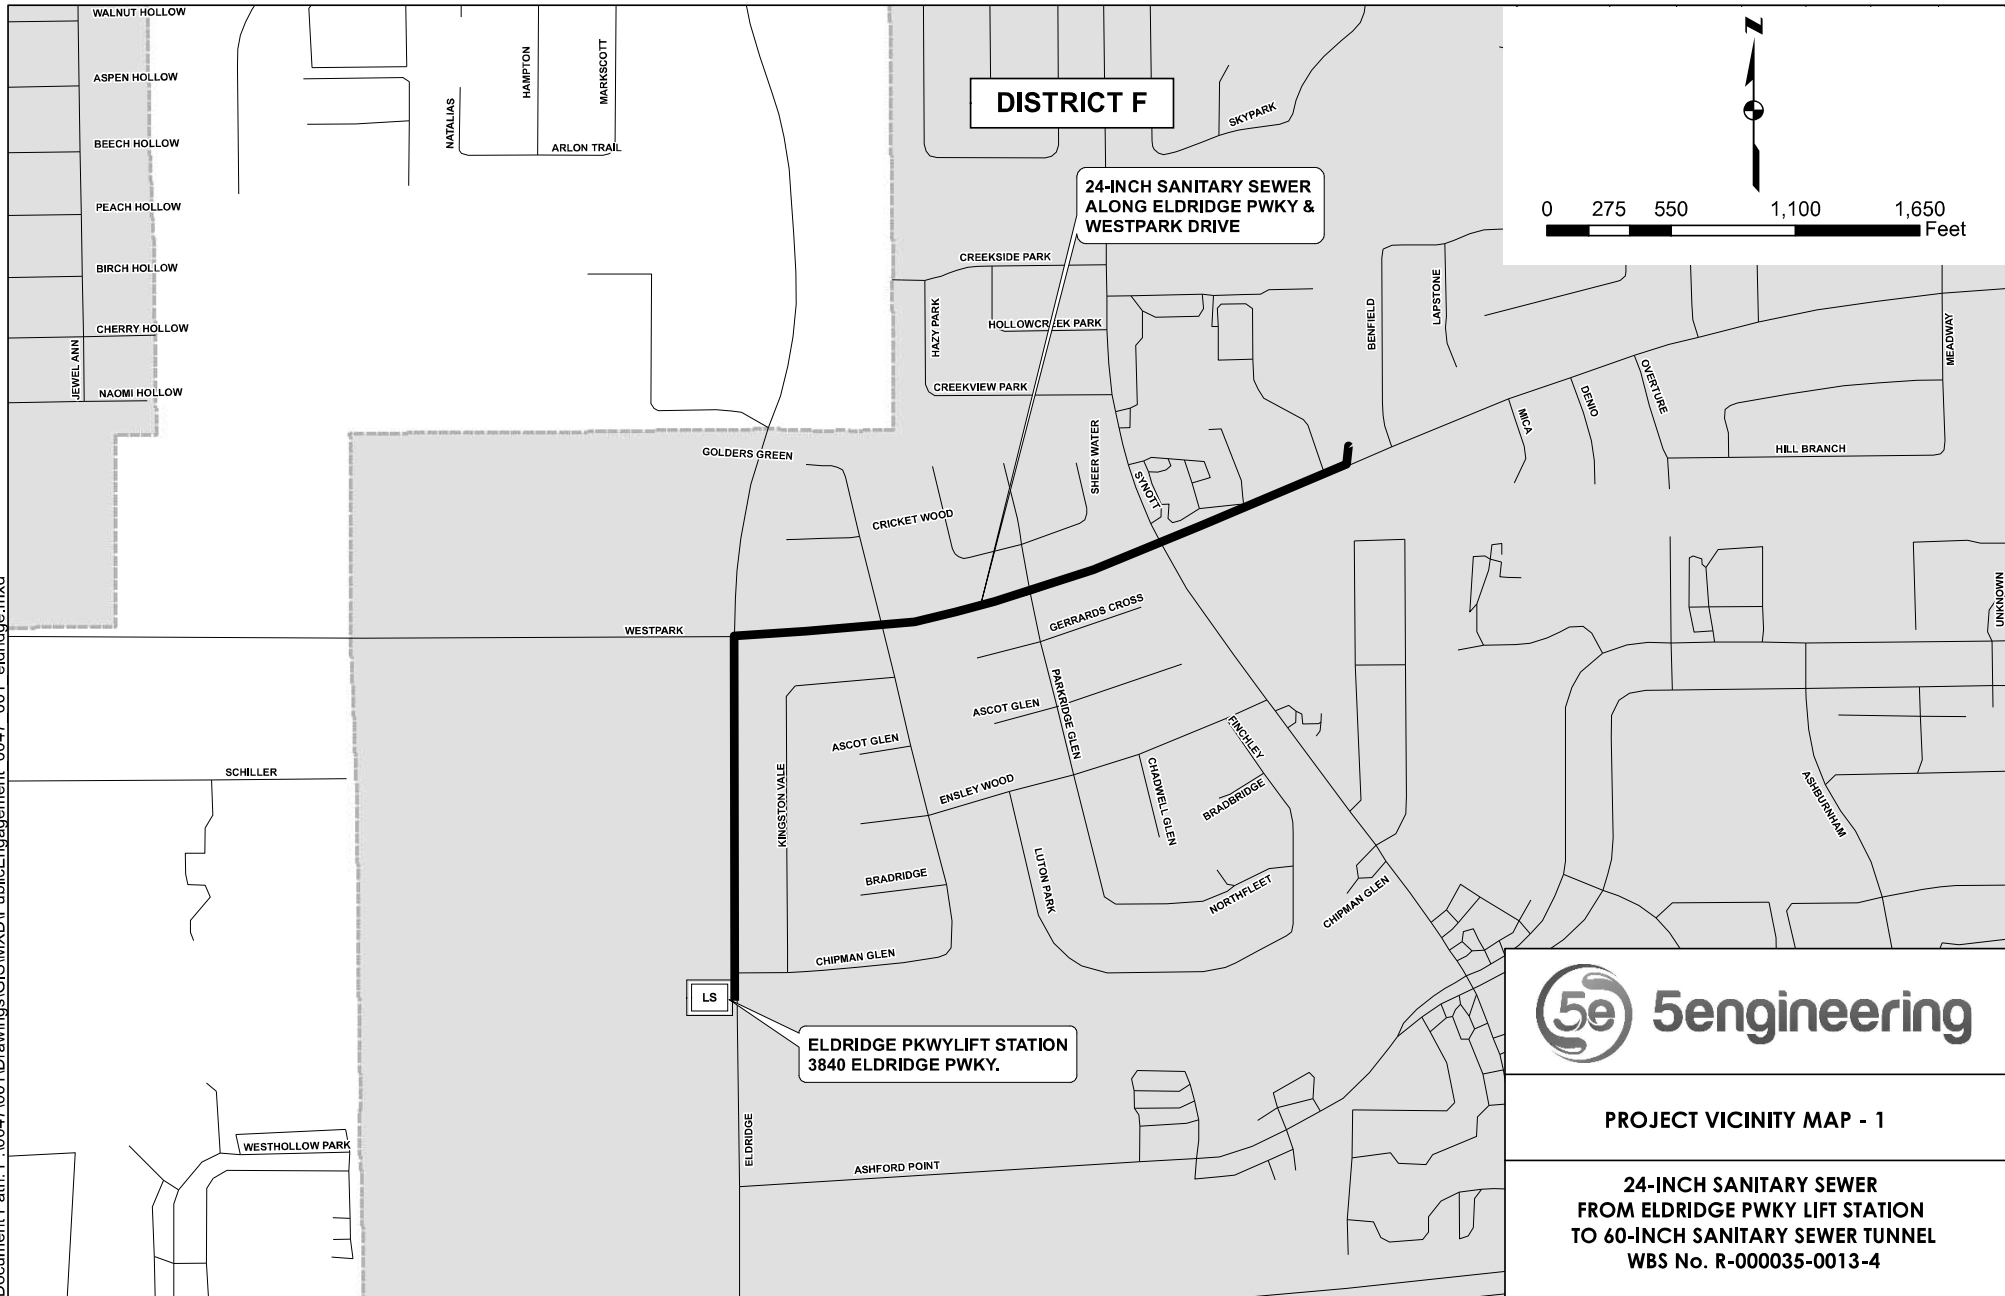 WALNUT HOLLOW
ASPEN HOLLOW
BEECH HOLLOW
PEACH HOLLOW
BIRCH HOLLOW
CHERRY HOLLOW
JEWEL ANN
NAOMI HOLLOW
NATALIAS
HAMPTON
MARKSCOTT
ARLON TRAIL
DISTRICT F
SKYPARK
24-INCH SANITARY SEWER
ALONG ELDRIDGE PWKY &
WESTPARK DRIVE
Z
0 275 550 1,100 1,650
Feet
CREEKSIDE PARK
HAZY PARK
HOLLOWCREEK PARK
CREEKVIEW PARK
BENFIELD
LAPSTONE
MEADWAY
OVERTURE
DENIO
MICA
HILL BRANCH
GOLDERS GREEN
SHEER WATER
SYNOTT
CRICKET WOOD
WESTPARK
GERRARDS CROSS
UNKNOWN
PARKRIDGE GLEN
ASCOT GLEN
ASCOT GLEN
FINCHLEY
SCHILLER
KINGSTON VALE
ENSLEY WOOD
CHADWELL GLEN
BRADBRIDGE
ASHBURNHAM
BRADRIDGE
LUTON PARK
NORTHFLEET
CHIPMAN GLEN
CHIPMAN GLEN
LS
ELDRIDGE PKWYLIFT STATION
3840 ELDRIDGE PWKY.
ELDRIDGE
WESTHOLLOW PARK
ASHFORD POINT
5e 5engineering
PROJECT VICINITY MAP - 1
24-INCH SANITARY SEWER
FROM ELDRIDGE PWKY LIFT STATION
TO 60-INCH SANITARY SEWER TUNNEL
WBS No. R-000035-0013-4